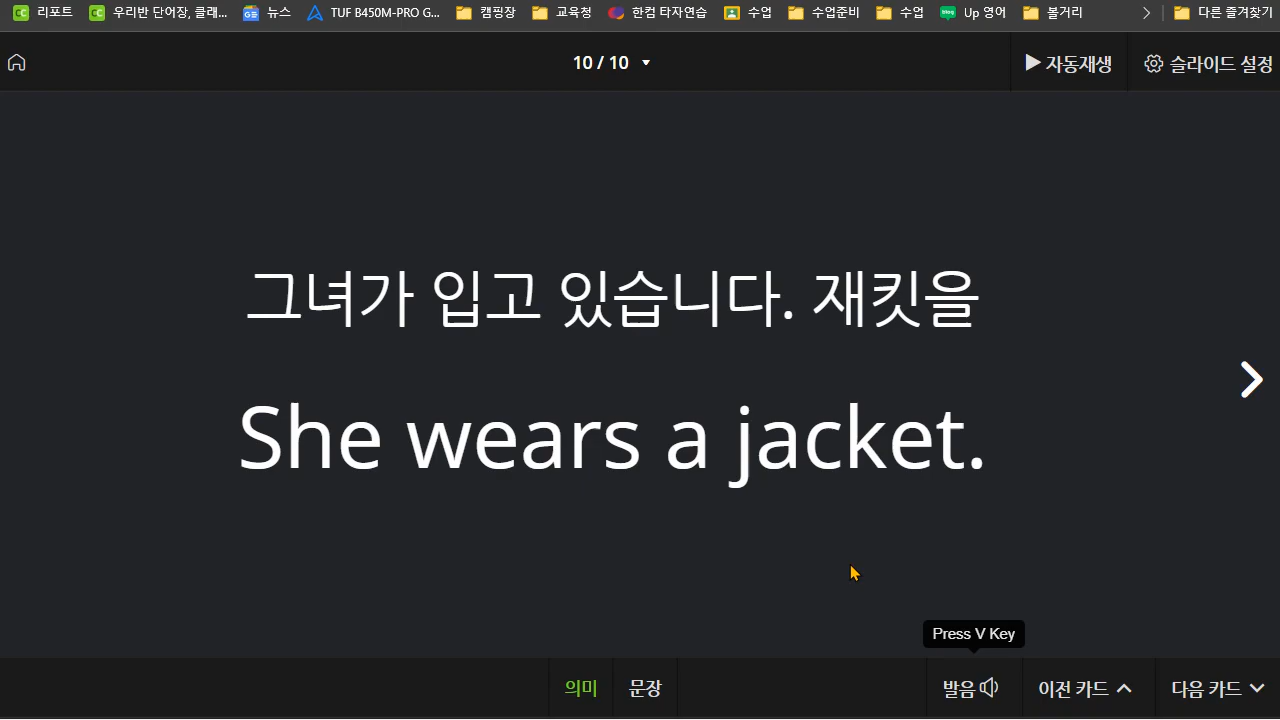 리포트 우리반 단어장, 클래... 뉴스 TUF B450M-PRO G... 캠핑장 교육청 한컴 타자연습 수업 수업준비 수업 Up 영어 볼거리 다른 즐겨찾기
10 / 10 자동재생 슬라이드 설정
그녀가 입고 있습니다. 재킷을
She wears a jacket.
Press V Key
의미 문장 발음 이전 카드 다음 카드